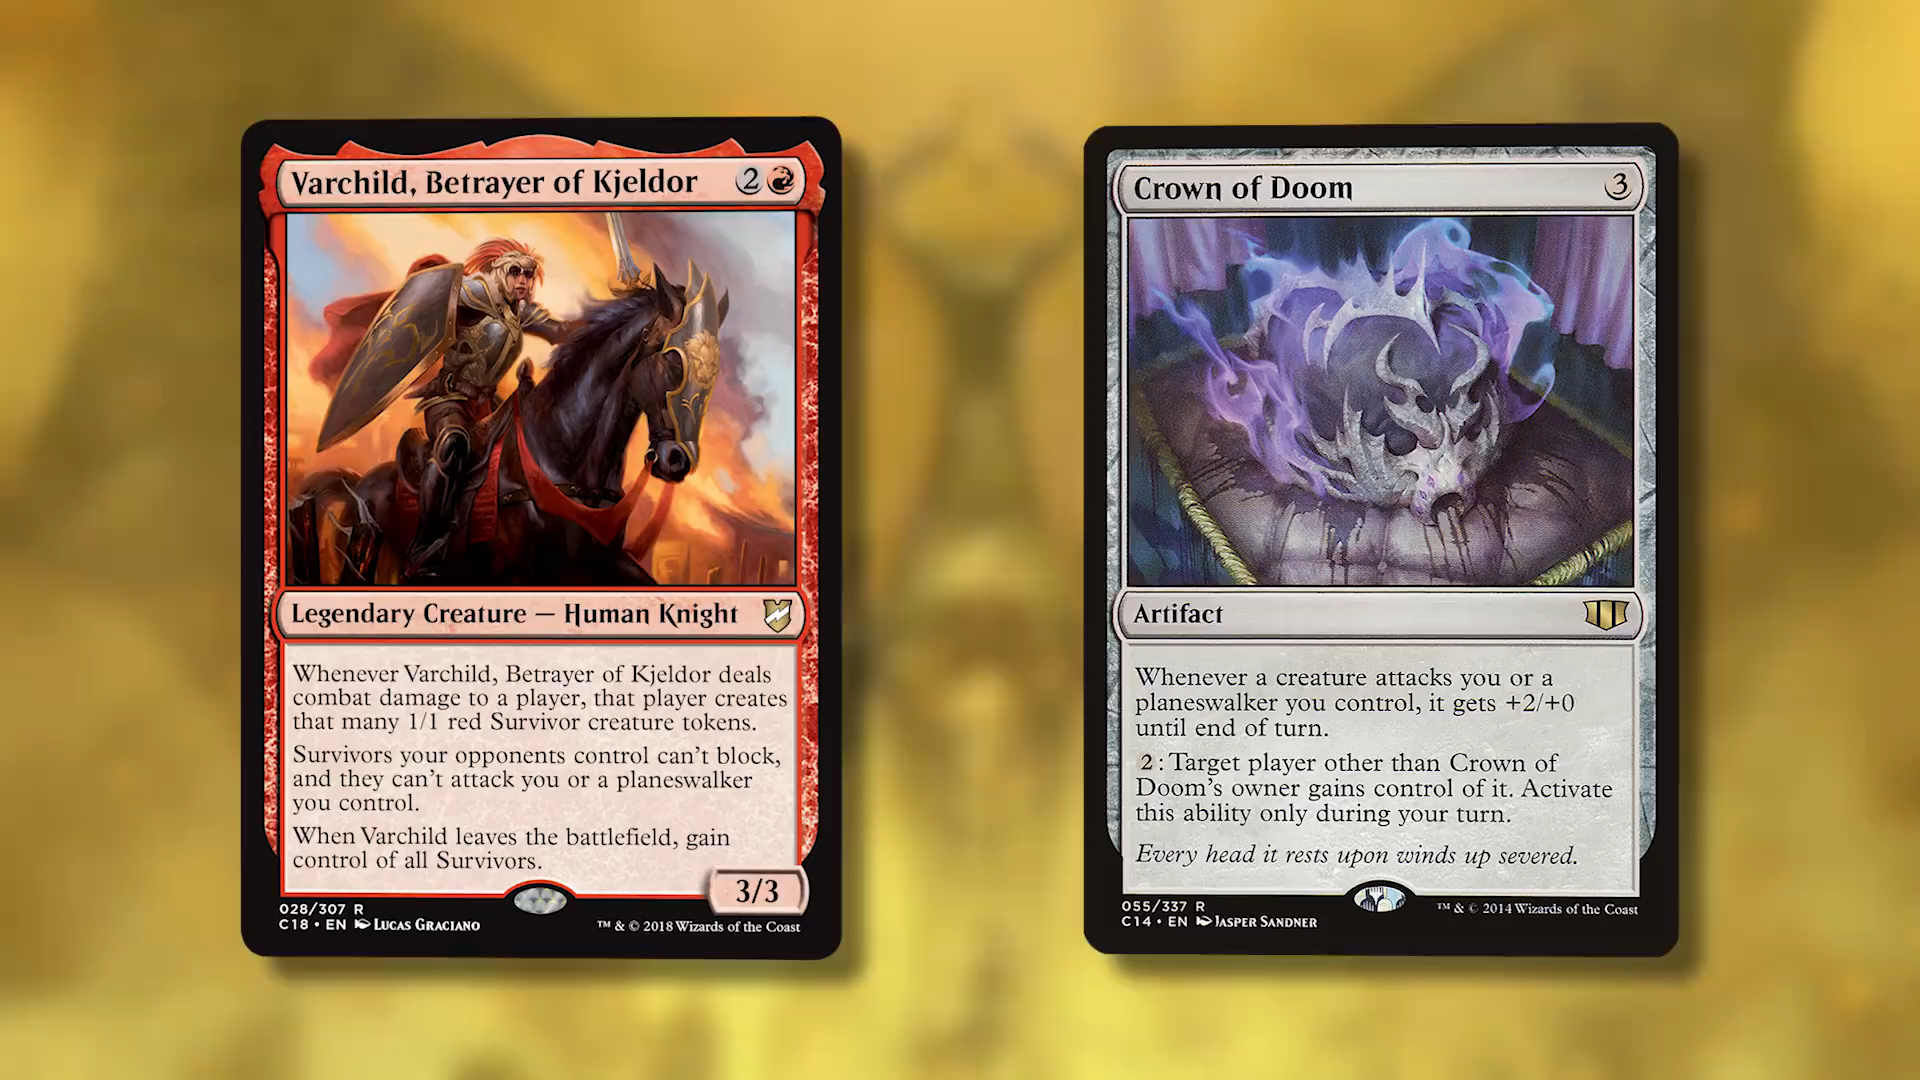 Varchild, Betrayer of Kjeldor 2
Legendary Creature — Human Knight
Whenever Varchild, Betrayer of Kjeldor deals
combat damage to a player, that player creates
that many 1/1 red Survivor creature tokens.
Survivors your opponents control can't block,
and they can't attack you or a planeswalker
you control.
When Varchild leaves the battlefield, gain
control of all Survivors.
3/3
028/307 R
C18 • EN LUCAS GRACIANO
™ & © 2018 Wizards of the Coast
Crown of Doom 3
Artifact
Whenever a creature attacks you or a
planeswalker you control, it gets +2/+0
until end of turn.
2: Target player other than Crown of
Doom's owner gains control of it. Activate
this ability only during your turn.
Every head it rests upon winds up severed.
055/337 R
C14 • EN JASPER SANDNER
™ & © 2014 Wizards of the Coast